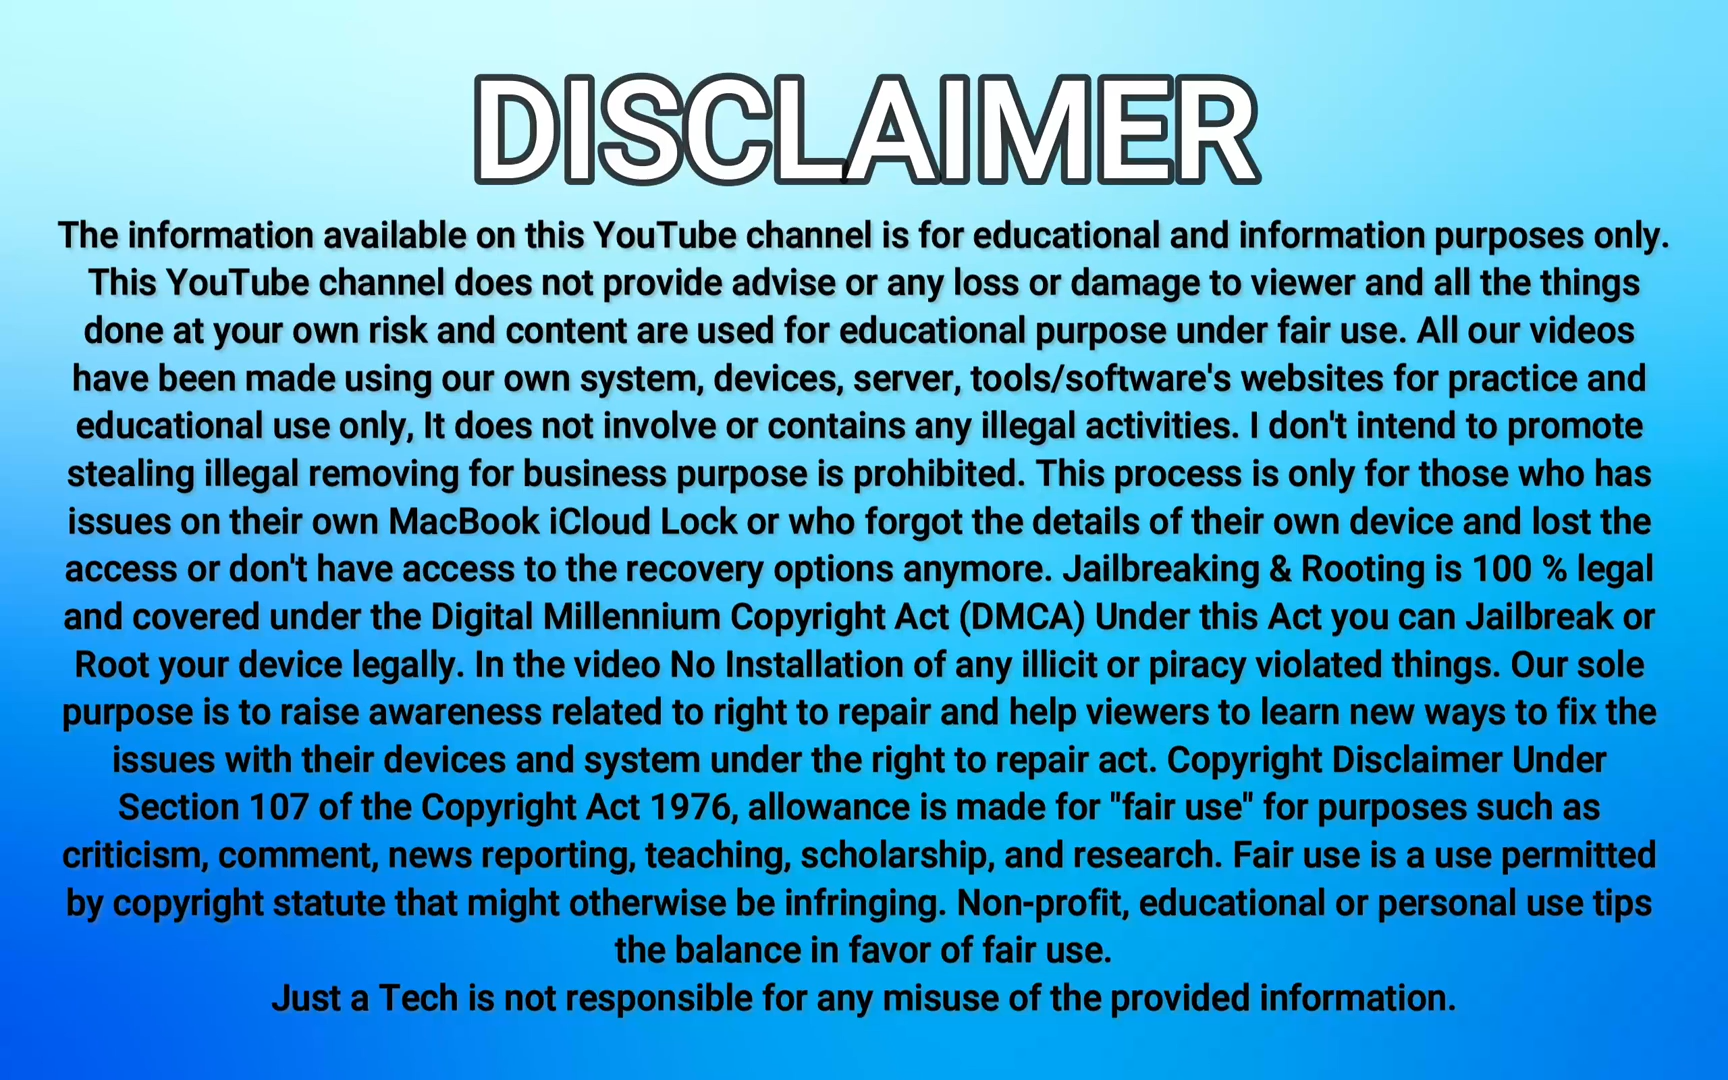 DISCLAIMER
The information available on this YouTube channel is for educational and information purposes only.
This YouTube channel does not provide advise or any loss or damage to viewer and all the things
done at your own risk and content are used for educational purpose under fair use. All our videos
have been made using our own system, devices, server, tools/software's websites for practice and
educational use only, It does not involve or contains any illegal activities. I don't intend to promote
stealing illegal removing for business purpose is prohibited. This process is only for those who has
issues on their own MacBook iCloud Lock or who forgot the details of their own device and lost the
access or don't have access to the recovery options anymore. Jailbreaking & Rooting is 100 % legal
and covered under the Digital Millennium Copyright Act (DMCA) Under this Act you can Jailbreak or
Root your device legally. In the video No Installation of any illicit or piracy violated things. Our sole
purpose is to raise awareness related to right to repair and help viewers to learn new ways to fix the
issues with their devices and system under the right to repair act. Copyright Disclaimer Under
Section 107 of the Copyright Act 1976, allowance is made for "fair use" for purposes such as
criticism, comment, news reporting, teaching, scholarship, and research. Fair use is a use permitted
by copyright statute that might otherwise be infringing. Non-profit, educational or personal use tips
the balance in favor of fair use.
Just a Tech is not responsible for any misuse of the provided information.